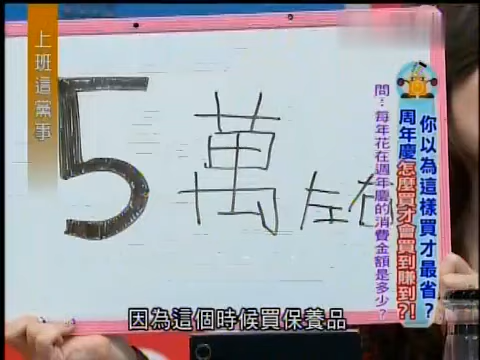 上班這黨事
5萬左右
你以為這樣買才最省？
周年慶怎麼買才會買到賺到?!
問：每年花在週年慶的消費金額是多少？
因為這個時候買保養品